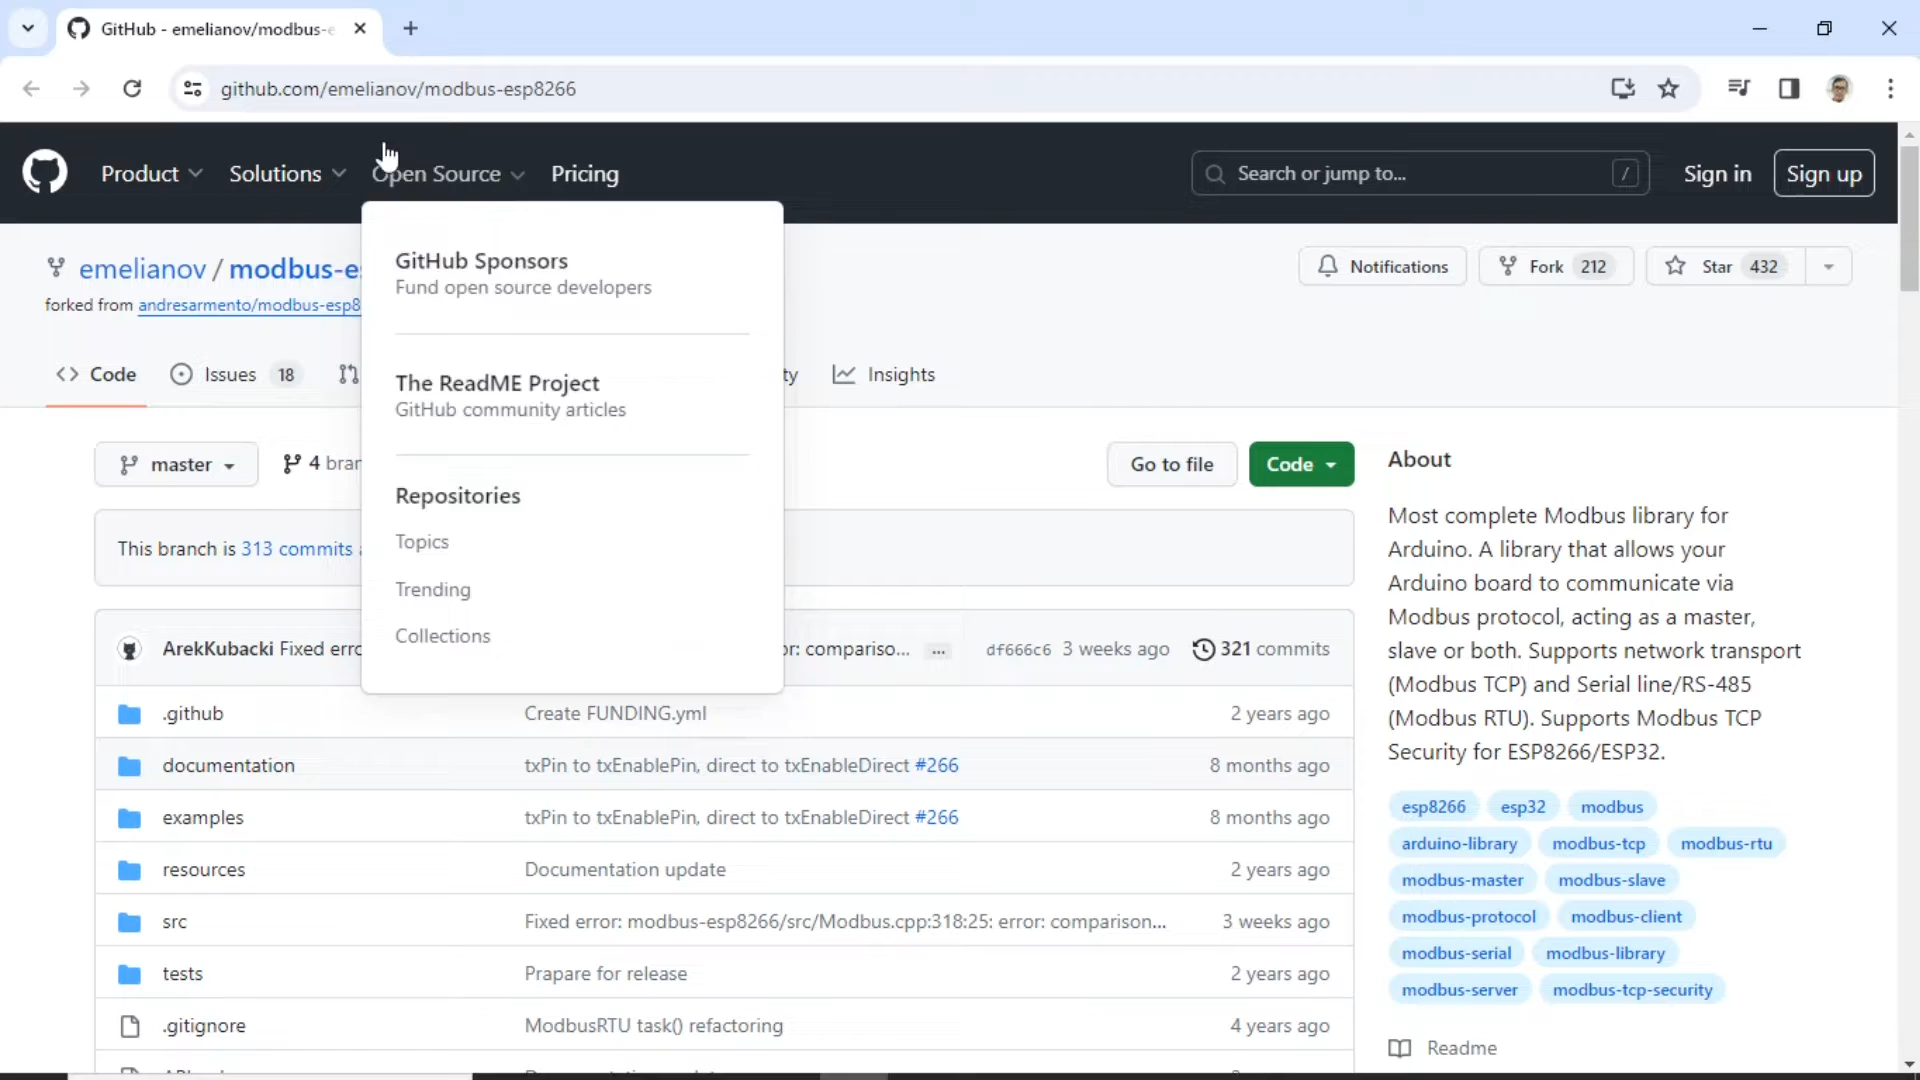 GitHub - emelianov/modbus-e
github.com/emelianov/modbus-esp8266
Product Solutions Open Source Pricing
Search or jump to... /
Sign in Sign up
emelianov / modbus-es
forked from andresarmento/modbus-esp8
Notifications Fork 212 Star 432
GitHub Sponsors
Fund open source developers
The ReadME Project
GitHub community articles
Repositories
Topics
Trending
Collections
Code Issues 18 ty Insights
master 4 bran
Go to file Code
This branch is 313 commits a
ArekKubacki Fixed erro or: compariso... ... df666c6 3 weeks ago 321 commits
.github Create FUNDING.yml 2 years ago
documentation txPin to txEnablePin, direct to txEnableDirect #266 8 months ago
examples txPin to txEnablePin, direct to txEnableDirect #266 8 months ago
resources Documentation update 2 years ago
src Fixed error: modbus-esp8266/src/Modbus.cpp:318:25: error: comparison... 3 weeks ago
tests Prapare for release 2 years ago
.gitignore ModbusRTU task() refactoring 4 years ago
About
Most complete Modbus library for
Arduino. A library that allows your
Arduino board to communicate via
Modbus protocol, acting as a master,
slave or both. Supports network transport
(Modbus TCP) and Serial line/RS-485
(Modbus RTU). Supports Modbus TCP
Security for ESP8266/ESP32.
esp8266 esp32 modbus
arduino-library modbus-tcp modbus-rtu
modbus-master modbus-slave
modbus-protocol modbus-client
modbus-serial modbus-library
modbus-server modbus-tcp-security
Readme